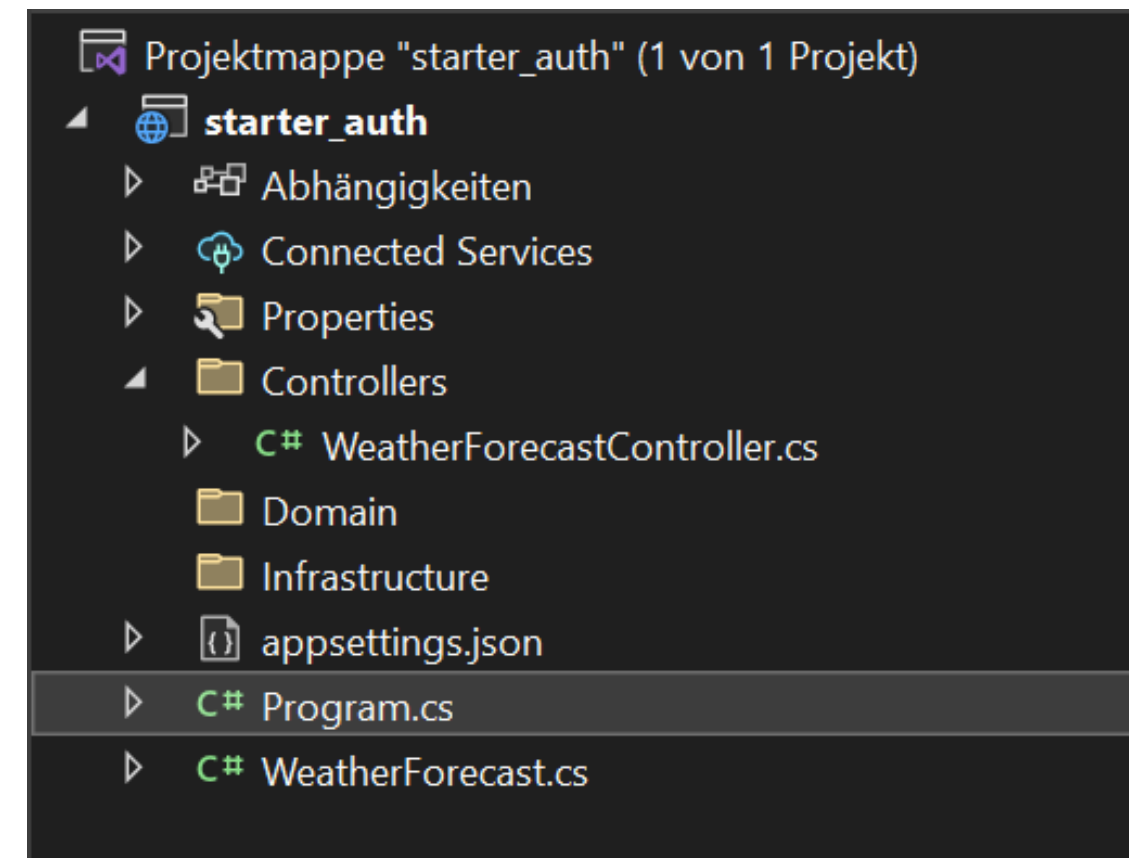 Projektmappe "starter_auth" (1 von 1 Projekt)
starter_auth
Abhängigkeiten
Connected Services
Properties
Controllers
C# WeatherForecastController.cs
Domain
Infrastructure
appsettings.json
C# Program.cs
C# WeatherForecast.cs